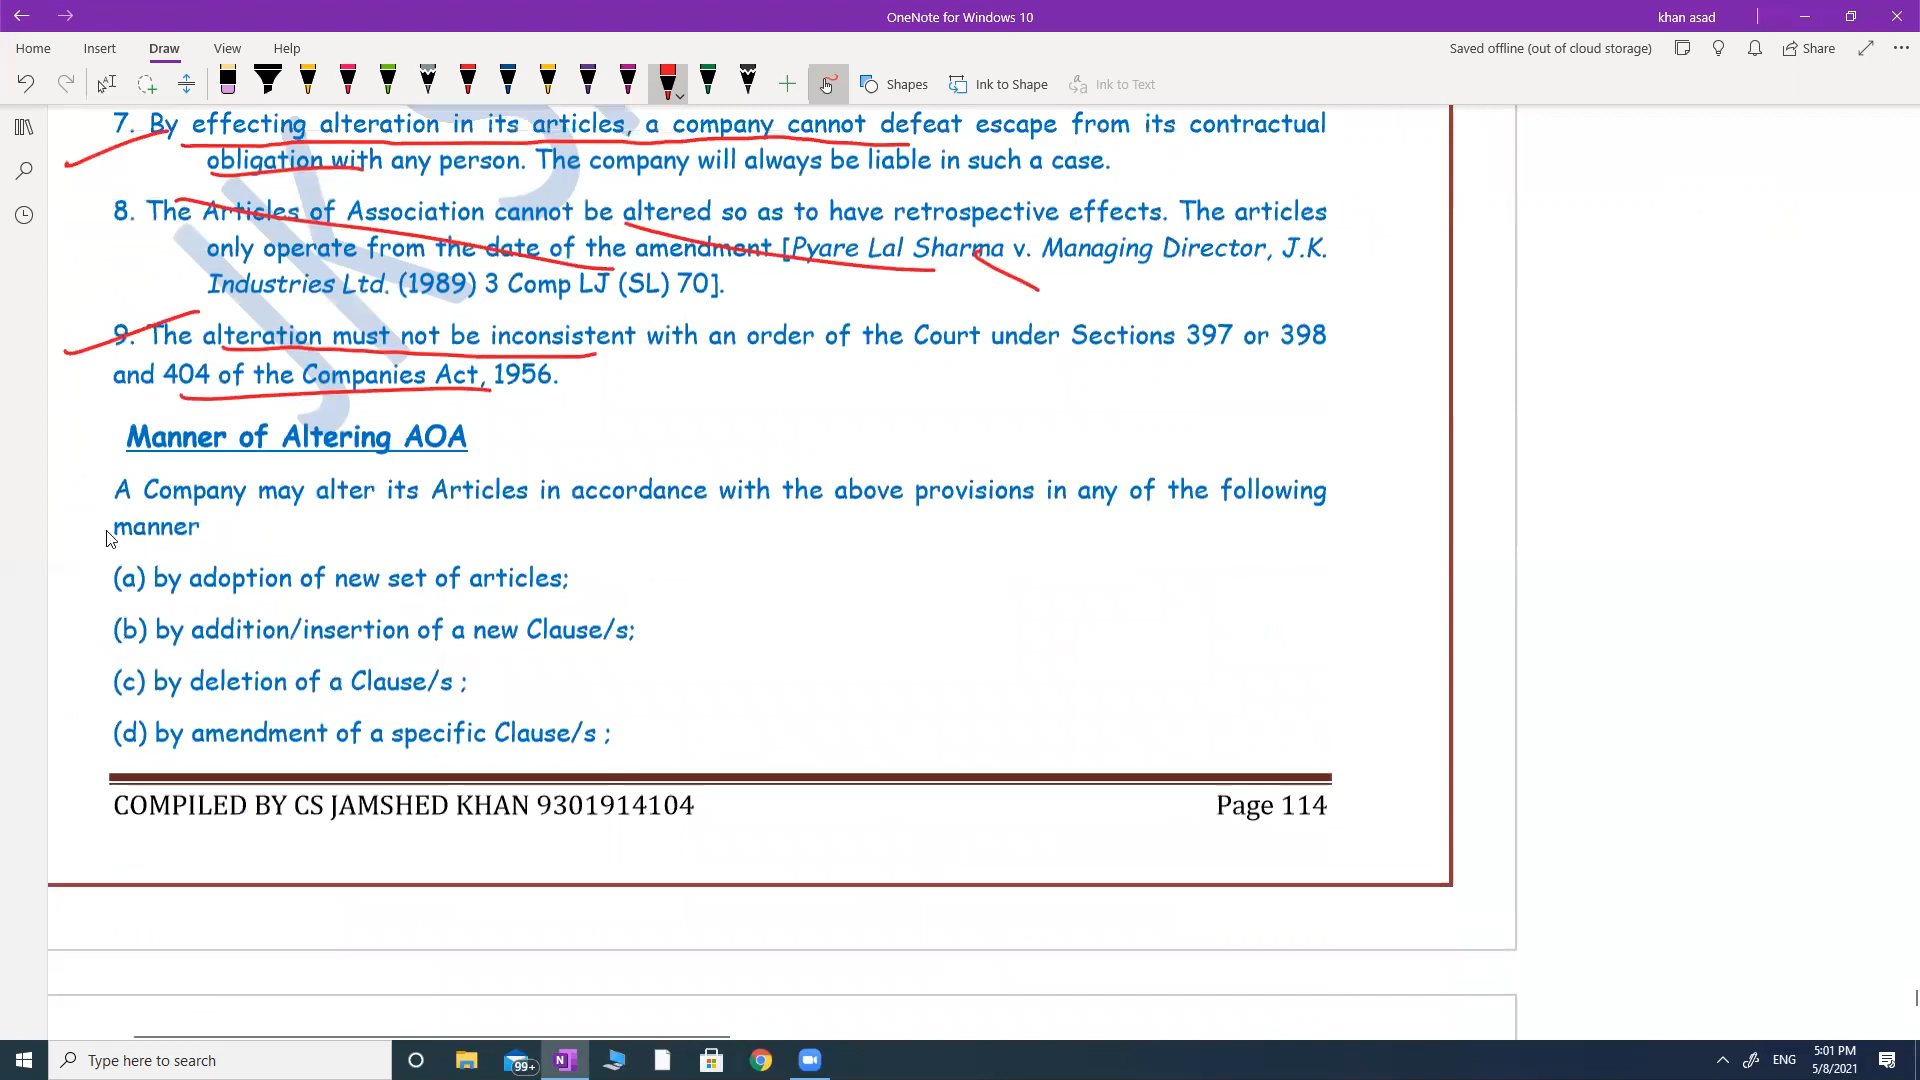 OneNote for Windows 10
khan asad
Home Insert Draw View Help
Saved offline (out of cloud storage)
Share
Shapes
Ink to Shape
Ink to Text
7. By effecting alteration in its articles, a company cannot defeat escape from its contractual
obligation with any person. The company will always be liable in such a case.
8. The Articles of Association cannot be altered so as to have retrospective effects. The articles
only operate from the date of the amendment [Pyare Lal Sharma v. Managing Director, J.K.
Industries Ltd. (1989) 3 Comp LJ (SL) 70].
9. The alteration must not be inconsistent with an order of the Court under Sections 397 or 398
and 404 of the Companies Act, 1956.
Manner of Altering AOA
A Company may alter its Articles in accordance with the above provisions in any of the following
manner
(a) by adoption of new set of articles;
(b) by addition/insertion of a new Clause/s;
(c) by deletion of a Clause/s ;
(d) by amendment of a specific Clause/s ;
COMPILED BY CS JAMSHED KHAN 9301914104 Page 114
Type here to search
99+
ENG
5:01 PM
5/8/2021